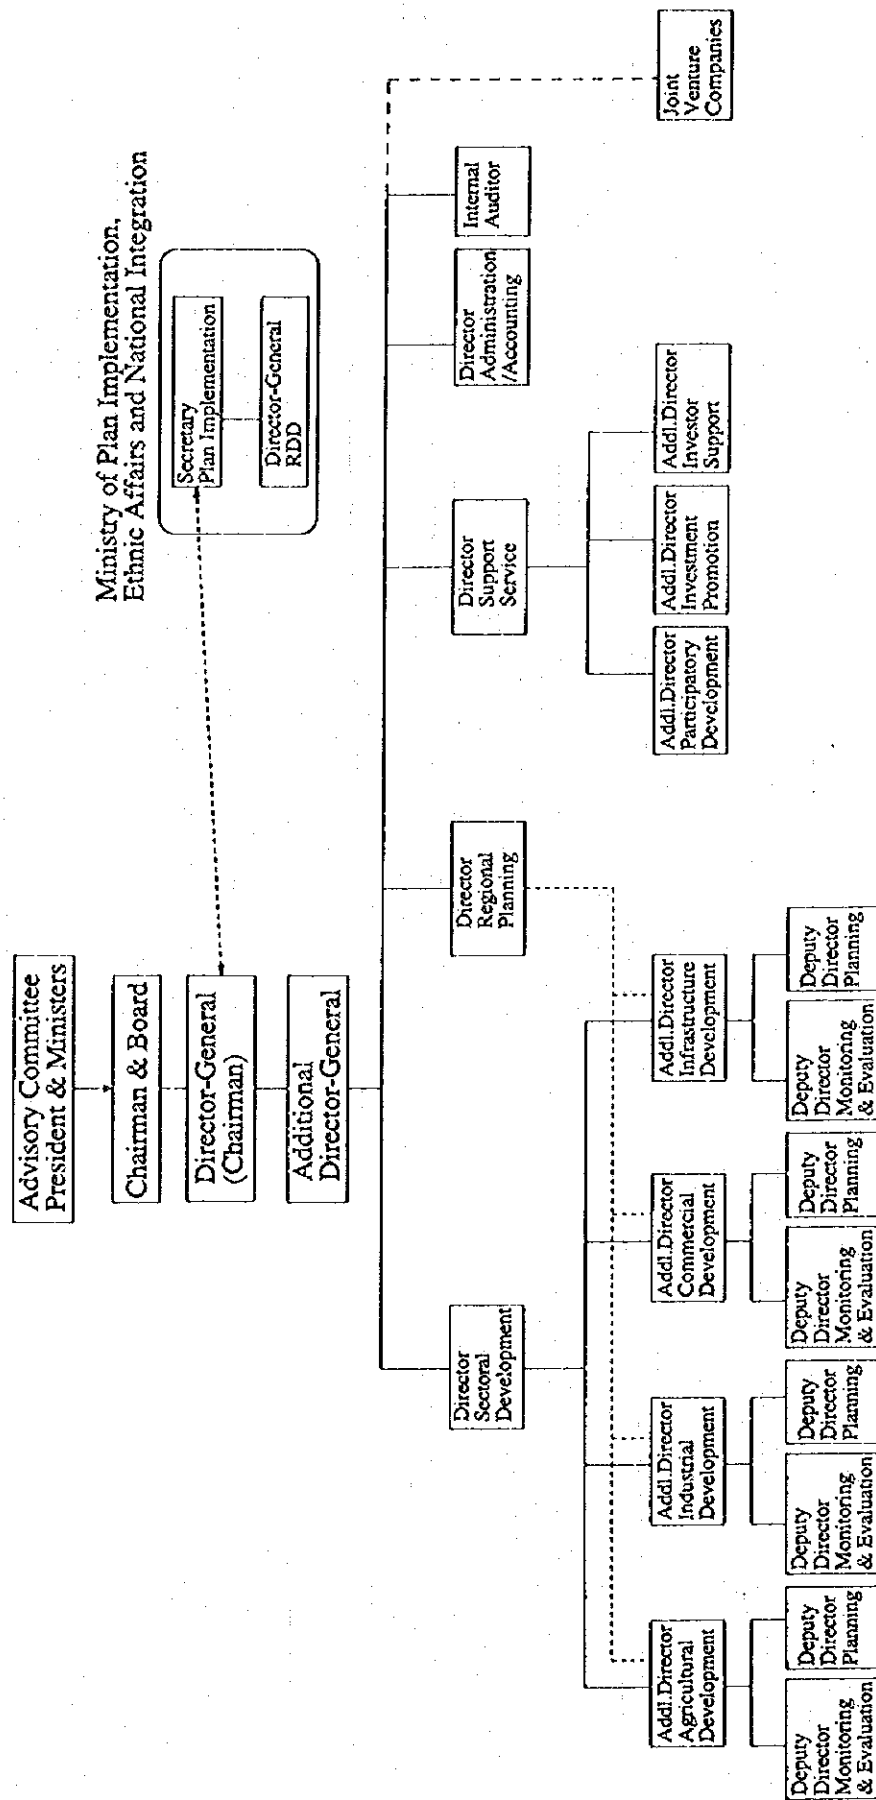 Advisory Committee
President & Ministers
Chairman & Board
Director-General
(Chairman)
Additional
Director-General
Ministry of Plan Implementation,
Ethnic Affairs and National Integration
Secretary
Plan Implementation
Director-General
RDD
Director
Sectoral
Development
Director
Regional
Planning
Director
Support
Service
Director
Administration
/Accounting
Internal
Auditor
Addl.Director
Agricultural
Development
Addl.Director
Industrial
Development
Addl.Director
Commercial
Development
Addl.Director
Infrastructure
Development
Addl.Director
Participatory
Development
Addl.Director
Investment
Promotion
Addl.Director
Investor
Support
Joint
Venture
Companies
Deputy
Director
Monitoring
& Evaluation
Deputy
Director
Planning
Deputy
Director
Monitoring
& Evaluation
Deputy
Director
Planning
Deputy
Director
Monitoring
& Evaluation
Deputy
Director
Planning
Deputy
Director
Monitoring
& Evaluation
Deputy
Director
Planning